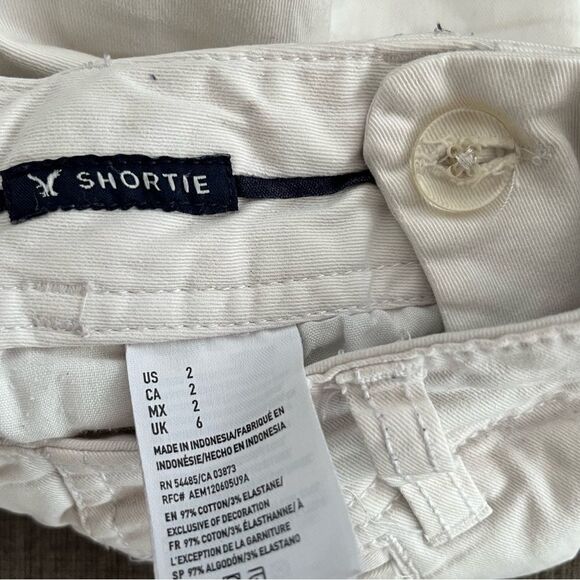 SHORTIE
US 2
CA 2
MX 2
UK 6
MADE IN INDONESIA/FABRIQUÉ EN
INDONÉSIE/HECHO EN INDONESIA
RN 54485/CA 03873
RFC# AEM120605U9A
EN 97% COTTON/3% ELASTANE/
EXCLUSIVE OF DECORATION
FR 97% COTON/3% ÉLASTHANNE/À
L'EXCEPTION DE LA GARNITURE
SP 97% ALGODÓN/3% ELASTANO/